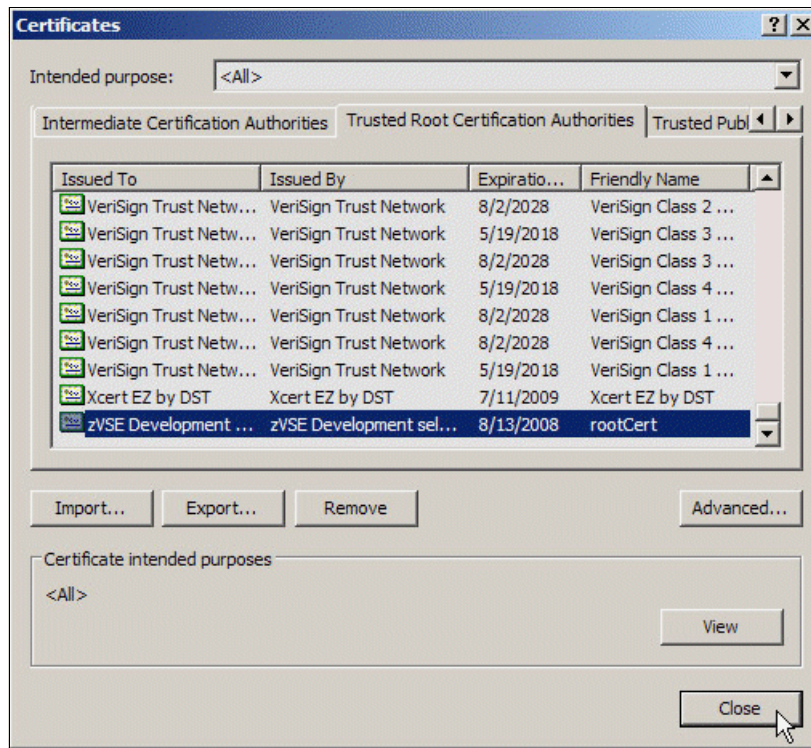 Certificates
Intended purpose: <All>
Intermediate Certification Authorities Trusted Root Certification Authorities Trusted Publ
Issued To Issued By Expiratio... Friendly Name
VeriSign Trust Netw... VeriSign Trust Network 8/2/2028 VeriSign Class 2 ...
VeriSign Trust Netw... VeriSign Trust Network 5/19/2018 VeriSign Class 3 ...
VeriSign Trust Netw... VeriSign Trust Network 8/2/2028 VeriSign Class 3 ...
VeriSign Trust Netw... VeriSign Trust Network 5/19/2018 VeriSign Class 4 ...
VeriSign Trust Netw... VeriSign Trust Network 8/2/2028 VeriSign Class 1 ...
VeriSign Trust Netw... VeriSign Trust Network 8/2/2028 VeriSign Class 4 ...
VeriSign Trust Netw... VeriSign Trust Network 5/19/2018 VeriSign Class 1 ...
Xcert EZ by DST Xcert EZ by DST 7/11/2009 Xcert EZ by DST
zVSE Development ... zVSE Development sel... 8/13/2008 rootCert
Import... Export... Remove Advanced...
Certificate intended purposes
<All>
View
Close